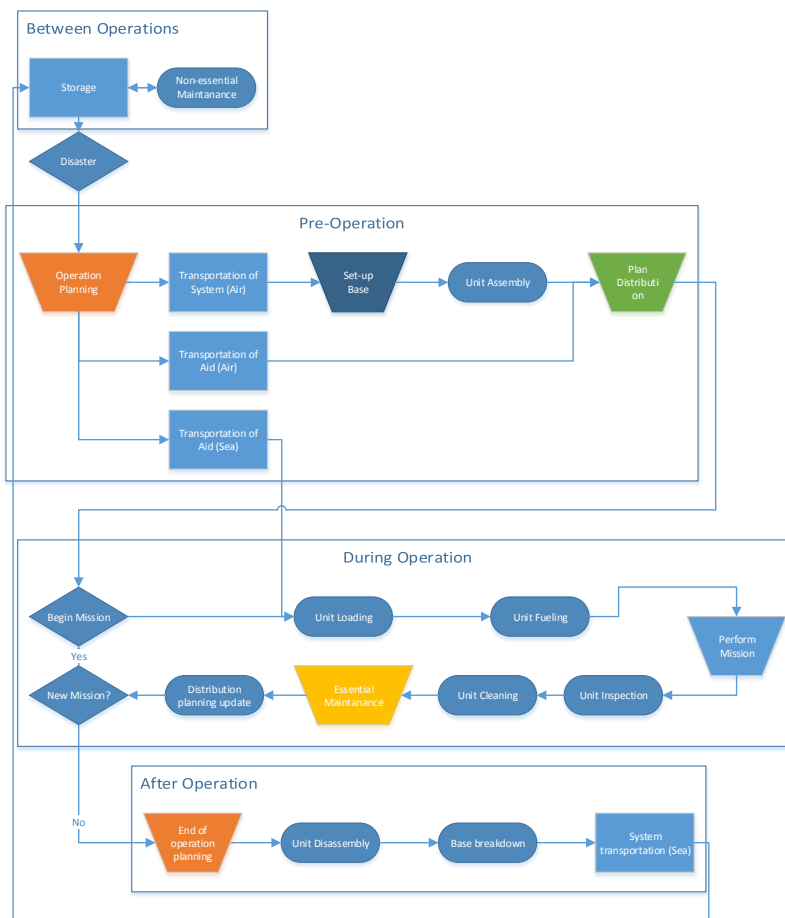 Between Operations
Storage
Non-essential
Maintanance
Disaster
Pre-Operation
Operation
Planning
Transportation of
System (Air)
Set-up
Base
Unit Assembly
Plan
Distributi
on
Transportation of
Aid (Air)
Transportation of
Aid (Sea)
During Operation
Begin Mission
Unit Loading
Unit Fueling
Perform
Mission
Yes
New Mission?
Distribution
planning update
Essential
Maintanance
Unit Cleaning
Unit Inspection
After Operation
No
End of
operation
planning
Unit Disassembly
Base breakdown
System
transportation (Sea)